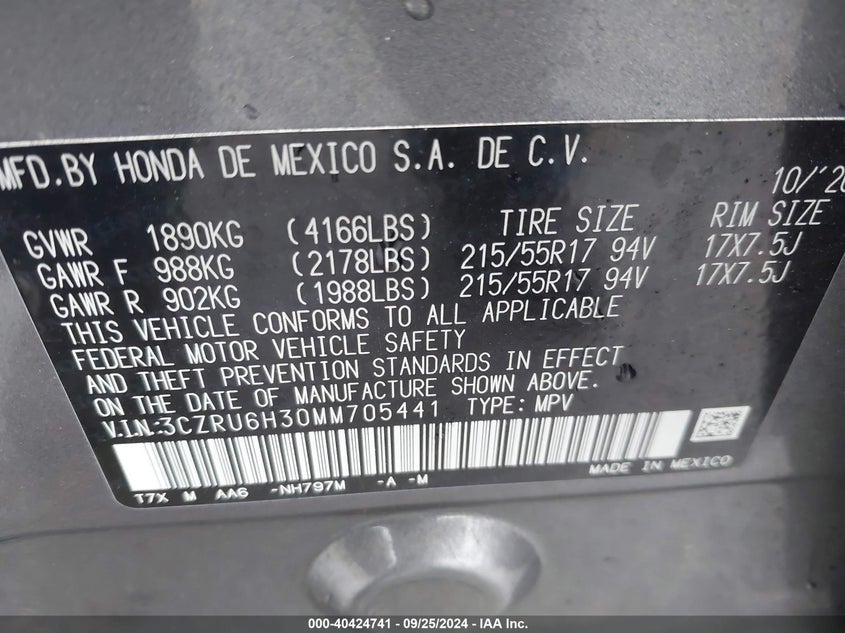 MFD.BY HONDA DE MEXICO S.A. DE C.V.
10/'20
GVWR 1890KG (4166LBS) TIRE SIZE RIM SIZE
GAWR F 988KG (2178LBS) 215/55R17 94V 17X7.5J
GAWR R 902KG (1988LBS) 215/55R17 94V 17X7.5J
THIS VEHICLE CONFORMS TO ALL APPLICABLE
FEDERAL MOTOR VEHICLE SAFETY
AND THEFT PREVENTION STANDARDS IN EFFECT
ON THE DATE OF MANUFACTURE SHOWN ABOVE.
V.I.N.:3CZRU6H30MM705441 TYPE: MPV
MADE IN MEXICO
T7X M AA6 -NH797M -A -M
000-40424741 - 09/25/2024 - IAA Inc.